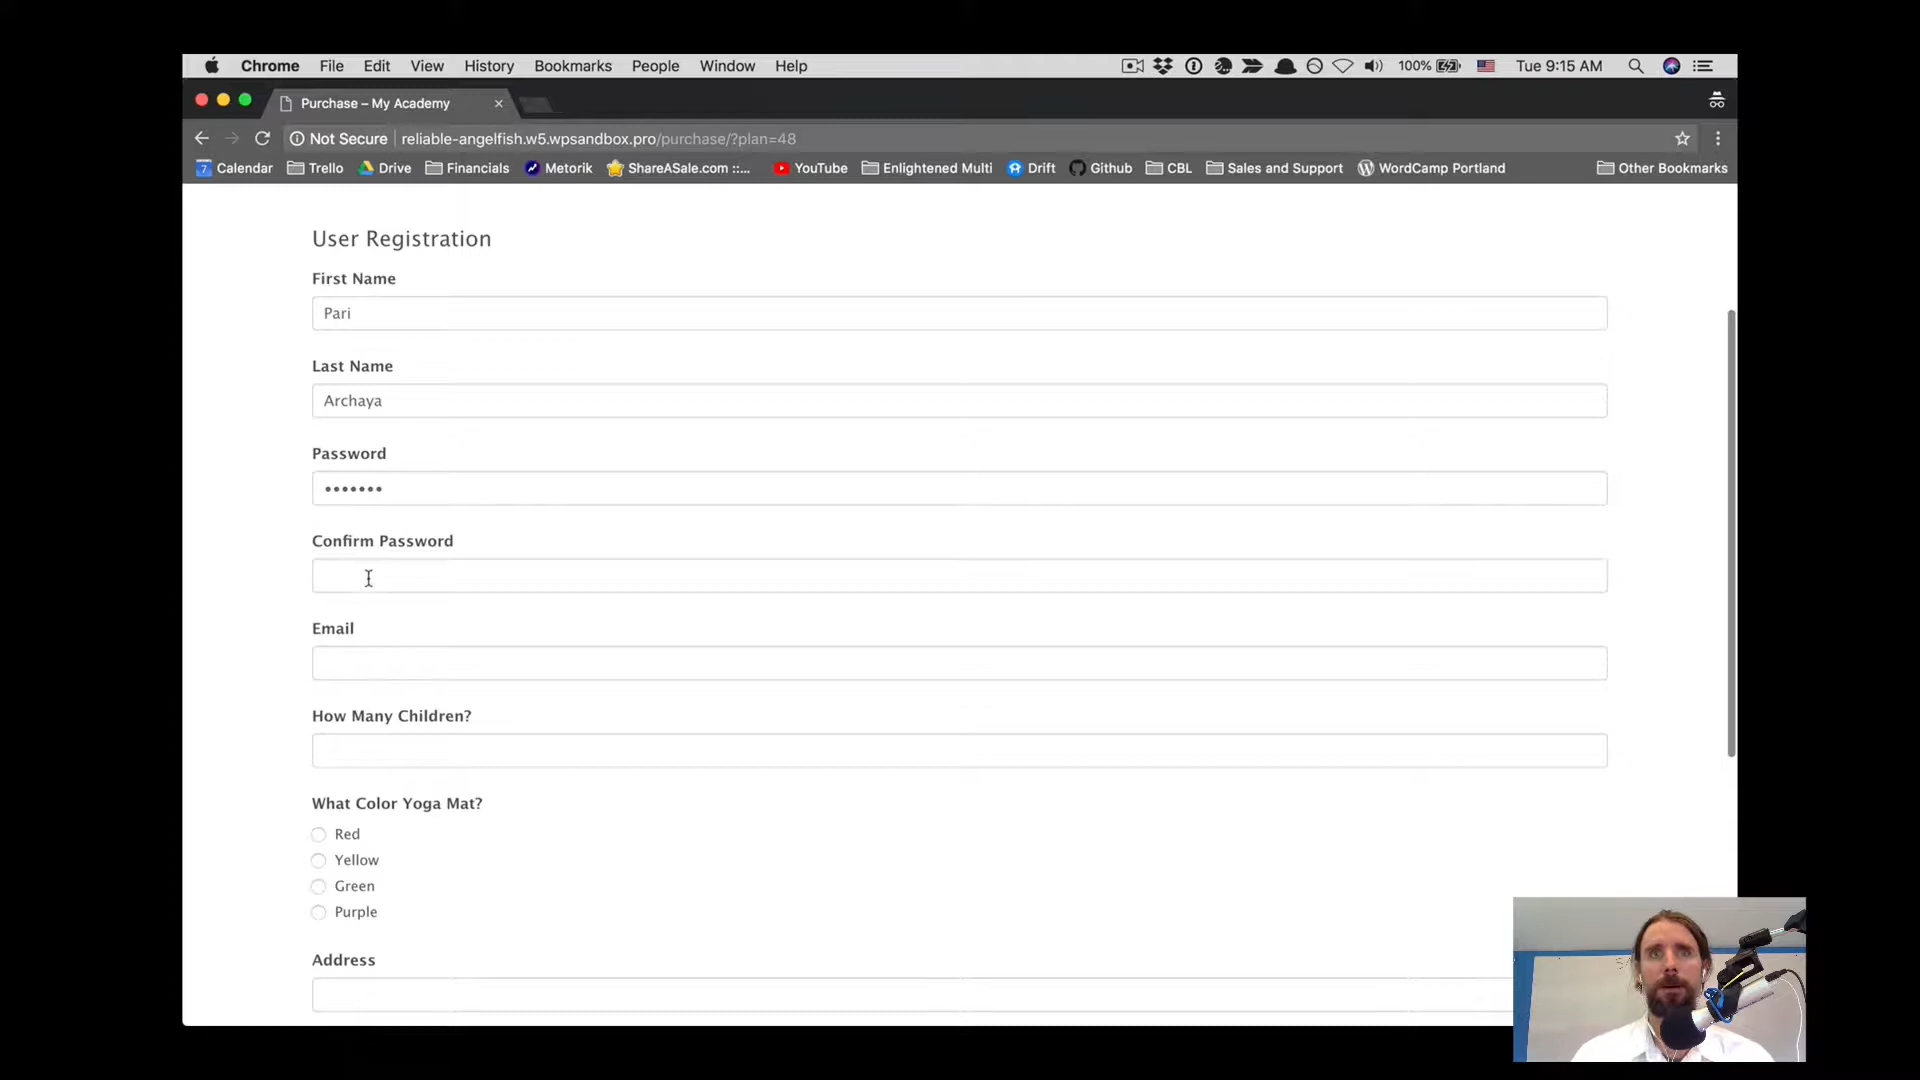 Chrome File Edit View History Bookmarks People Window Help 100% Tue 9:15 AM
Purchase – My Academy
Not Secure reliable-angelfish.w5.wpsandbox.pro/purchase/?plan=48
7 Calendar Trello Drive Financials Metorik ShareASale.com ::... YouTube Enlightened Multi Drift Github CBL Sales and Support WordCamp Portland Other Bookmarks
User Registration
First Name
Pari
Last Name
Archaya
Password
•••••••
Confirm Password
Email
How Many Children?
What Color Yoga Mat?
Red
Yellow
Green
Purple
Address